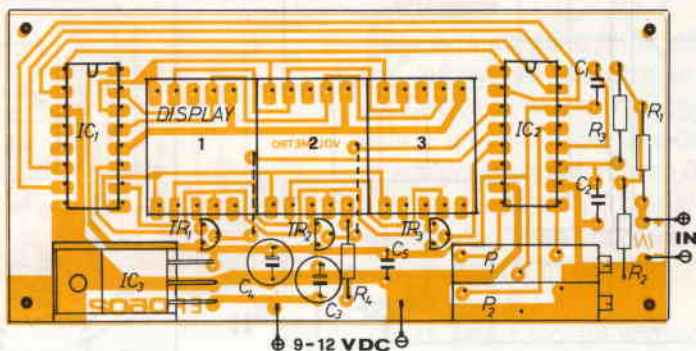 DISPLAY
1 2 3
IC1
IC2
C1
R3
R1
C2
R2
VOLTMETRO
TR1 TR2 TR3
IC3
C4
C3
R4
C5
P1
P2
+
IN
-
(V)
+ 9-12 VDC -